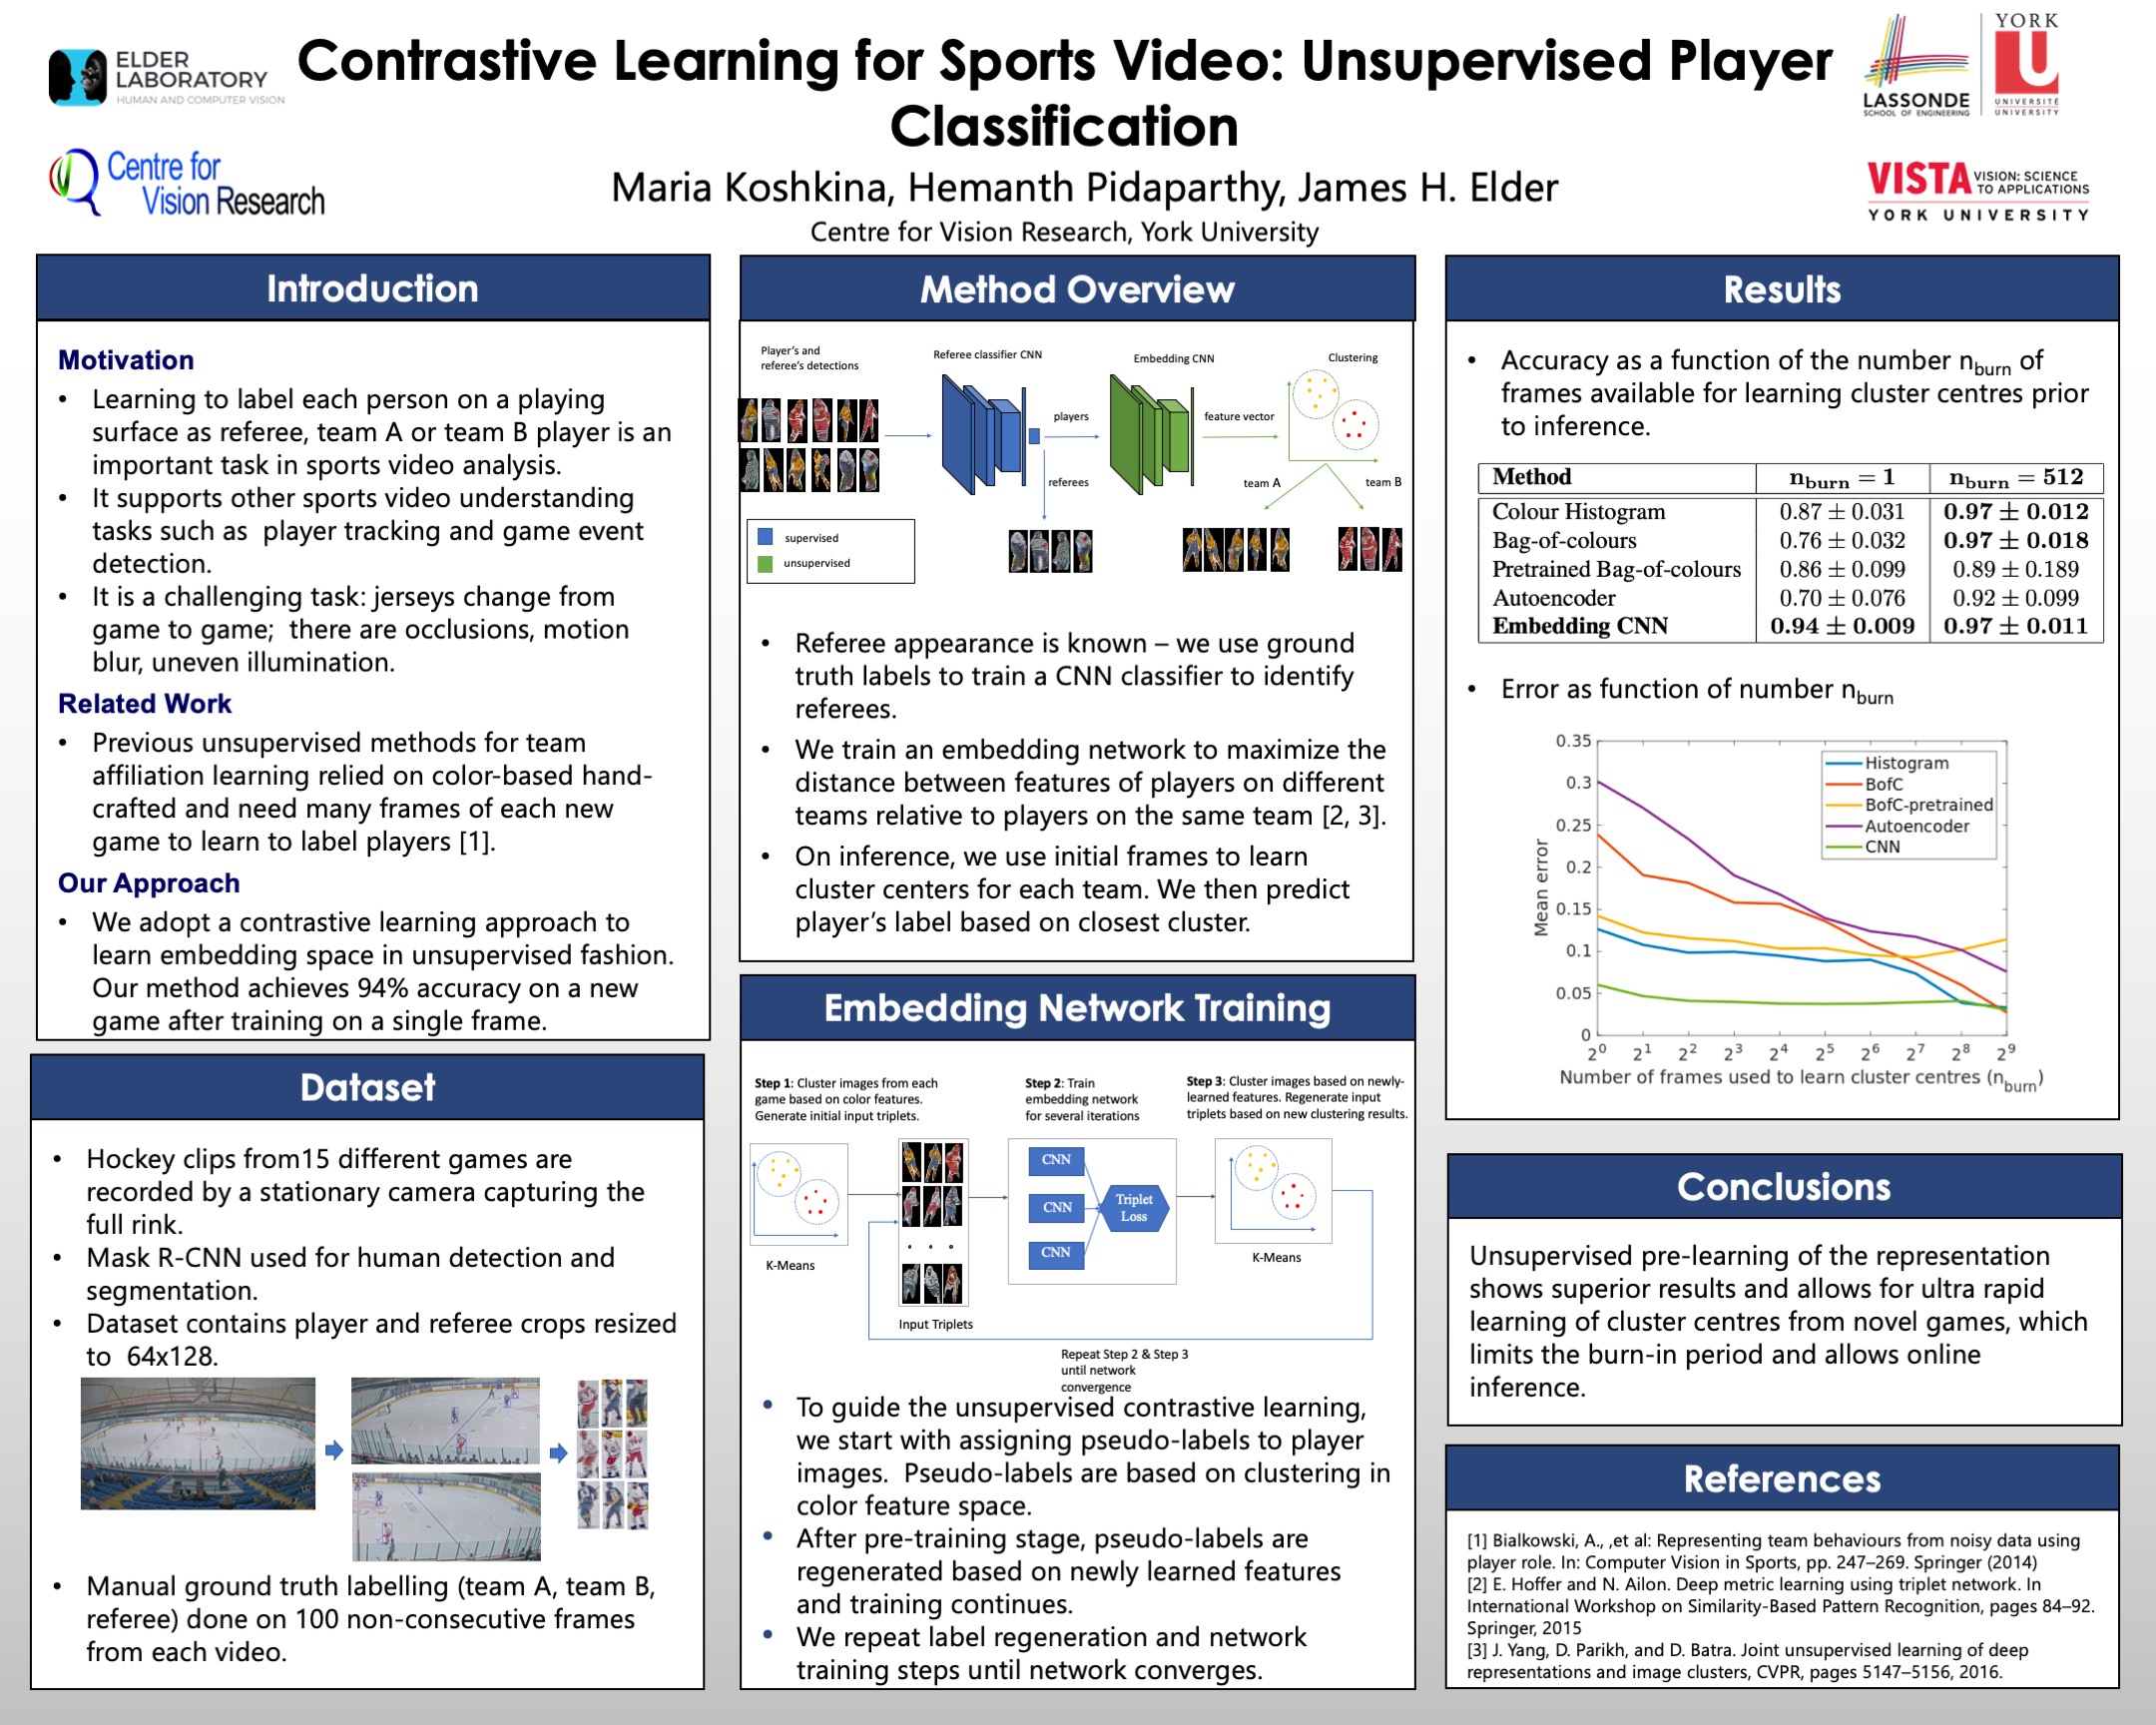 ELDER
LABORATORY
HUMAN AND COMPUTER VISION
Centre for
Vision Research
Contrastive Learning for Sports Video: Unsupervised Player
Classification
Maria Koshkina, Hemanth Pidaparthy, James H. Elder
Centre for Vision Research, York University
LASSONDE
SCHOOL OF ENGINEERING
YORK
U
UNIVERSITÉ
UNIVERSITY
VISTA VISION: SCIENCE
TO APPLICATIONS
YORK UNIVERSITY
Introduction
Motivation
• Learning to label each person on a playing
surface as referee, team A or team B player is an
important task in sports video analysis.
• It supports other sports video understanding
tasks such as player tracking and game event
detection.
• It is a challenging task: jerseys change from
game to game; there are occlusions, motion
blur, uneven illumination.
Related Work
• Previous unsupervised methods for team
affiliation learning relied on color-based hand-
crafted and need many frames of each new
game to learn to label players [1].
Our Approach
• We adopt a contrastive learning approach to
learn embedding space in unsupervised fashion.
Our method achieves 94% accuracy on a new
game after training on a single frame.
Dataset
• Hockey clips from15 different games are
recorded by a stationary camera capturing the
full rink.
• Mask R-CNN used for human detection and
segmentation.
• Dataset contains player and referee crops resized
to 64x128.
• Manual ground truth labelling (team A, team B,
referee) done on 100 non-consecutive frames
from each video.
Method Overview
Player's and
referee's detections
Referee classifier CNN
Embedding CNN
Clustering
players
feature vector
referees
team A
team B
supervised
unsupervised
• Referee appearance is known – we use ground
truth labels to train a CNN classifier to identify
referees.
• We train an embedding network to maximize the
distance between features of players on different
teams relative to players on the same team [2, 3].
• On inference, we use initial frames to learn
cluster centers for each team. We then predict
player's label based on closest cluster.
Embedding Network Training
Step 1: Cluster images from each
game based on color features.
Generate initial input triplets.
Step 2: Train
embedding network
for several iterations
Step 3: Cluster images based on newly-
learned features. Regenerate input
triplets based on new clustering results.
CNN
CNN
CNN
Triplet
Loss
K-Means
K-Means
Input Triplets
Repeat Step 2 & Step 3
until network
convergence
• To guide the unsupervised contrastive learning,
we start with assigning pseudo-labels to player
images. Pseudo-labels are based on clustering in
color feature space.
• After pre-training stage, pseudo-labels are
regenerated based on newly learned features
and training continues.
• We repeat label regeneration and network
training steps until network converges.
Results
• Accuracy as a function of the number nburn of
frames available for learning cluster centres prior
to inference.
Method nburn = 1 nburn = 512
Colour Histogram 0.87 ± 0.031 0.97 ± 0.012
Bag-of-colours 0.76 ± 0.032 0.97 ± 0.018
Pretrained Bag-of-colours 0.86 ± 0.099 0.89 ± 0.189
Autoencoder 0.70 ± 0.076 0.92 ± 0.099
Embedding CNN 0.94 ± 0.009 0.97 ± 0.011
• Error as function of number nburn
0.35
0.3
0.25
0.2
0.15
0.1
0.05
0
Mean error
Histogram
BofC
BofC-pretrained
Autoencoder
CNN
2^0 2^1 2^2 2^3 2^4 2^5 2^6 2^7 2^8 2^9
Number of frames used to learn cluster centres (nburn)
Conclusions
Unsupervised pre-learning of the representation
shows superior results and allows for ultra rapid
learning of cluster centres from novel games, which
limits the burn-in period and allows online
inference.
References
[1] Bialkowski, A., ,et al: Representing team behaviours from noisy data using
player role. In: Computer Vision in Sports, pp. 247–269. Springer (2014)
[2] E. Hoffer and N. Ailon. Deep metric learning using triplet network. In
International Workshop on Similarity-Based Pattern Recognition, pages 84–92.
Springer, 2015
[3] J. Yang, D. Parikh, and D. Batra. Joint unsupervised learning of deep
representations and image clusters, CVPR, pages 5147–5156, 2016.